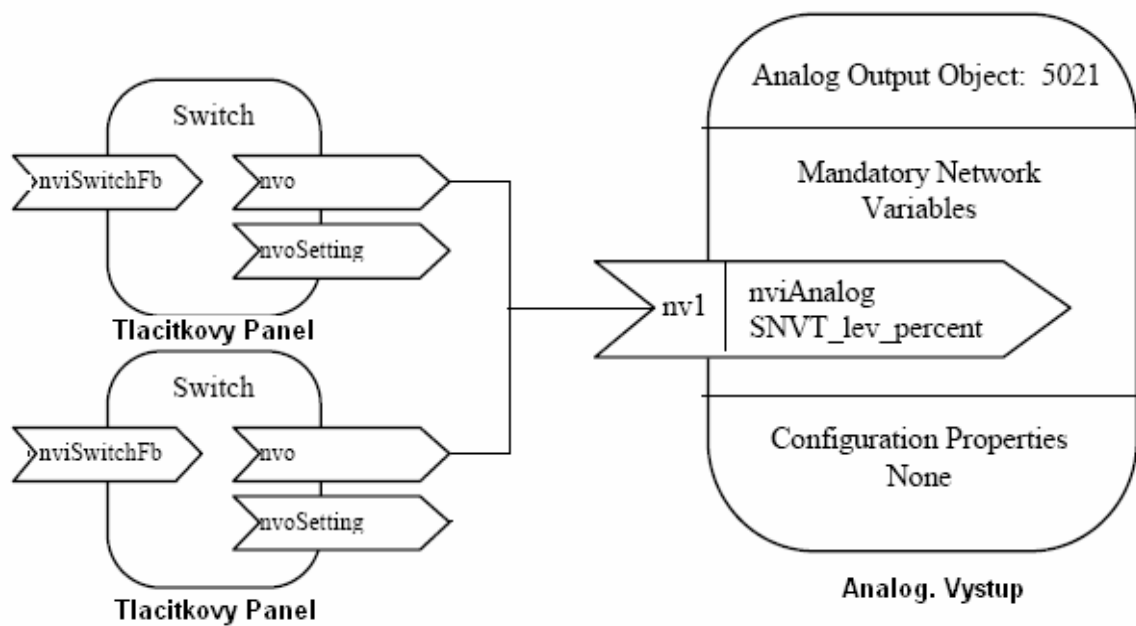 Switch
nviSwitchFb
nvo
nvoSetting
Tlacitkovy Panel
Switch
nviSwitchFb
nvo
nvoSetting
Tlacitkovy Panel
Analog Output Object: 5021
Mandatory Network
Variables
nv1
nviAnalog
SNVT_lev_percent
Configuration Properties
None
Analog. Vystup